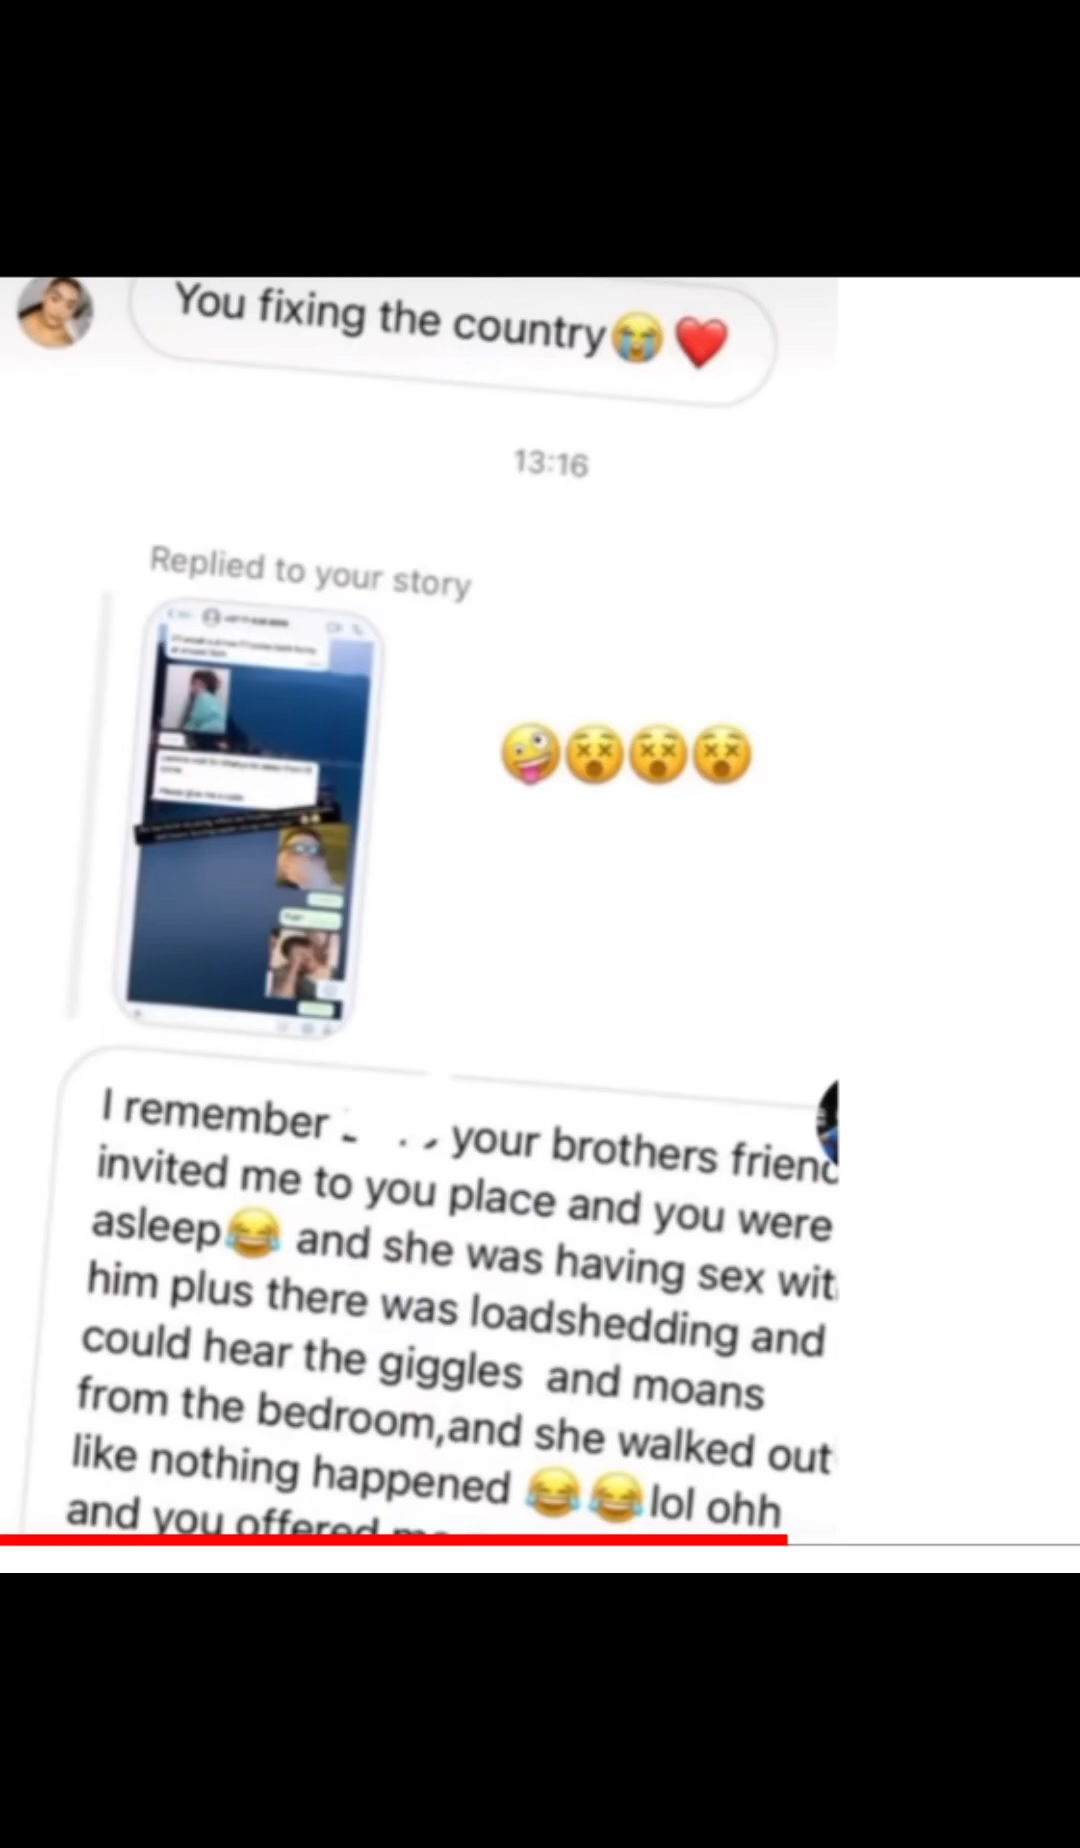 You fixing the country😭❤️
13:16
Replied to your story
🤪😵😵😵
I remember your brothers friend
invited me to you place and you were
asleep😂 and she was having sex wit
him plus there was loadshedding and
could hear the giggles and moans
from the bedroom,and she walked out
like nothing happened 😂😂lol ohh
and you offered